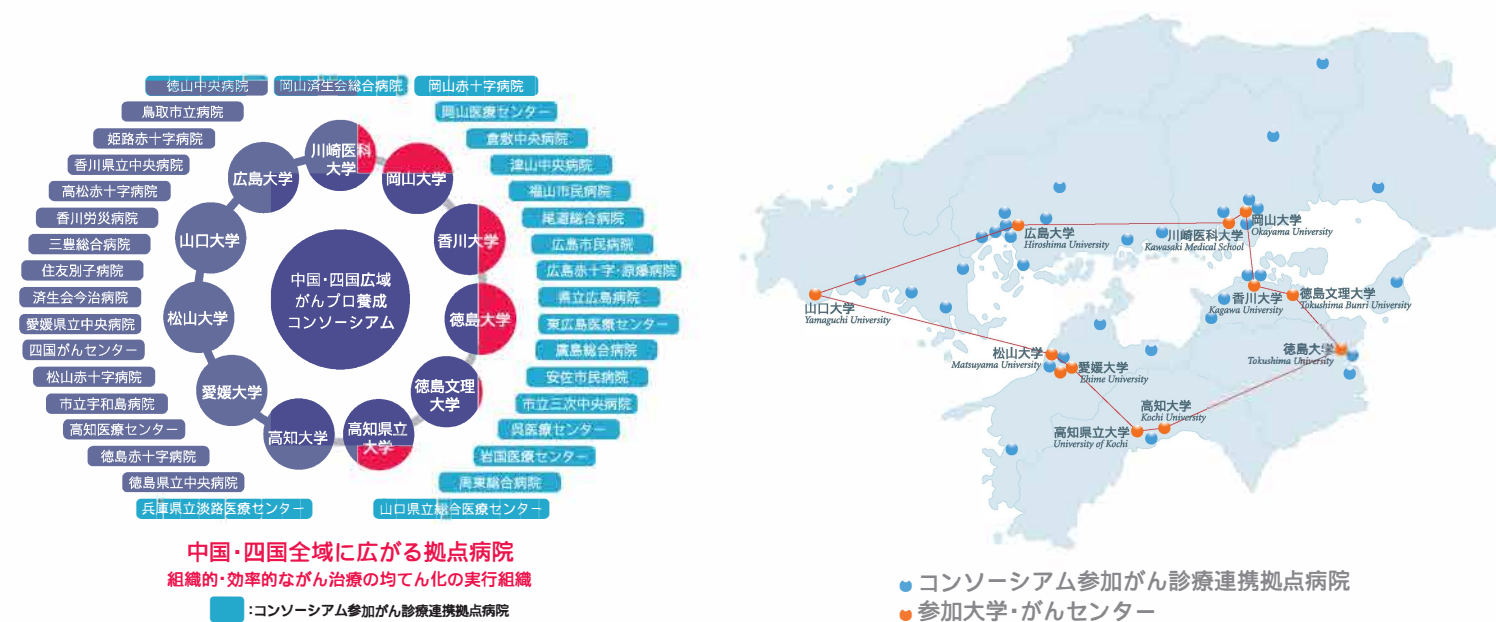 徳山中央病院
岡山済生会総合病院
岡山赤十字病院
鳥取市立病院
姫路赤十字病院
香川県立中央病院
高松赤十字病院
香川労災病院
三豊総合病院
住友別子病院
済生会今治病院
愛媛県立中央病院
四国がんセンター
松山赤十字病院
市立宇和島病院
高知医療センター
徳島赤十字病院
徳島県立中央病院
兵庫県立淡路医療センター
岡山医療センター
倉敷中央病院
津山中央病院
福山市民病院
尾道総合病院
広島市民病院
広島赤十字・原爆病院
県立広島病院
東広島医療センター
廣島総合病院
安佐市民病院
市立三次中央病院
呉医療センター
岩国医療センター
周東総合病院
山口県立総合医療センター
川崎医科
大学
岡山大学
香川大学
徳島大学
徳島文理
大学
高知県立
大学
高知大学
愛媛大学
松山大学
山口大学
広島大学
中国・四国広域
がんプロ養成
コンソーシアム
中国・四国全域に広がる拠点病院
組織的・効率的ながん治療の均てん化の実行組織
:コンソーシアム参加がん診療連携拠点病院
広島大学
Hiroshima University
岡山大学
Okayama University
川崎医科大学
Kawasaki Medical School
山口大学
Yamaguchi University
香川大学
Kagawa University
徳島文理大学
Tokushima Bunri University
徳島大学
Tokushima University
松山大学
Matsuyama University
愛媛大学
Ehime University
高知大学
Kochi University
高知県立大学
University of Kochi
コンソーシアム参加がん診療連携拠点病院
参加大学・がんセンター